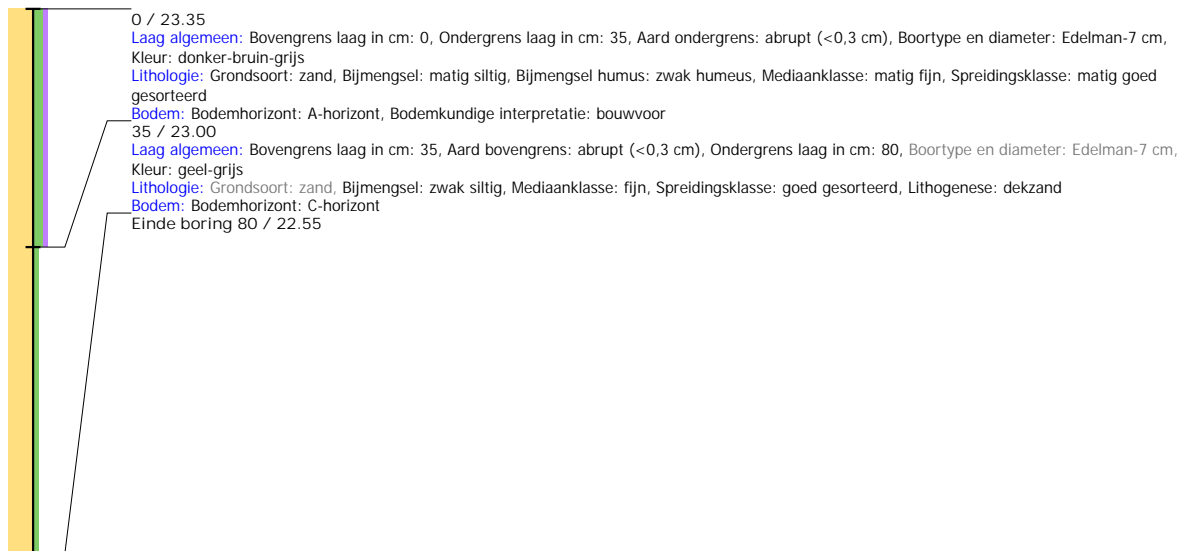 0 / 23.35
Laag algemeen: Bovengrens laag in cm: 0, Ondergrens laag in cm: 35, Aard ondergrens: abrupt (<0,3 cm), Boortype en diameter: Edelman-7 cm,
Kleur: donker-bruin-grijs
Lithologie: Grondsoort: zand, Bijmengsel: matig siltig, Bijmengsel humus: zwak humeus, Mediaanklasse: matig fijn, Spreidingsklasse: matig goed
gesorteerd
Bodem: Bodemhorizont: A-horizont, Bodemkundige interpretatie: bouwvoor
35 / 23.00
Laag algemeen: Bovengrens laag in cm: 35, Aard bovengrens: abrupt (<0,3 cm), Ondergrens laag in cm: 80, Boortype en diameter: Edelman-7 cm,
Kleur: geel-grijs
Lithologie: Grondsoort: zand, Bijmengsel: zwak siltig, Mediaanklasse: fijn, Spreidingsklasse: goed gesorteerd, Lithogenese: dekzand
Bodem: Bodemhorizont: C-horizont
Einde boring 80 / 22.55